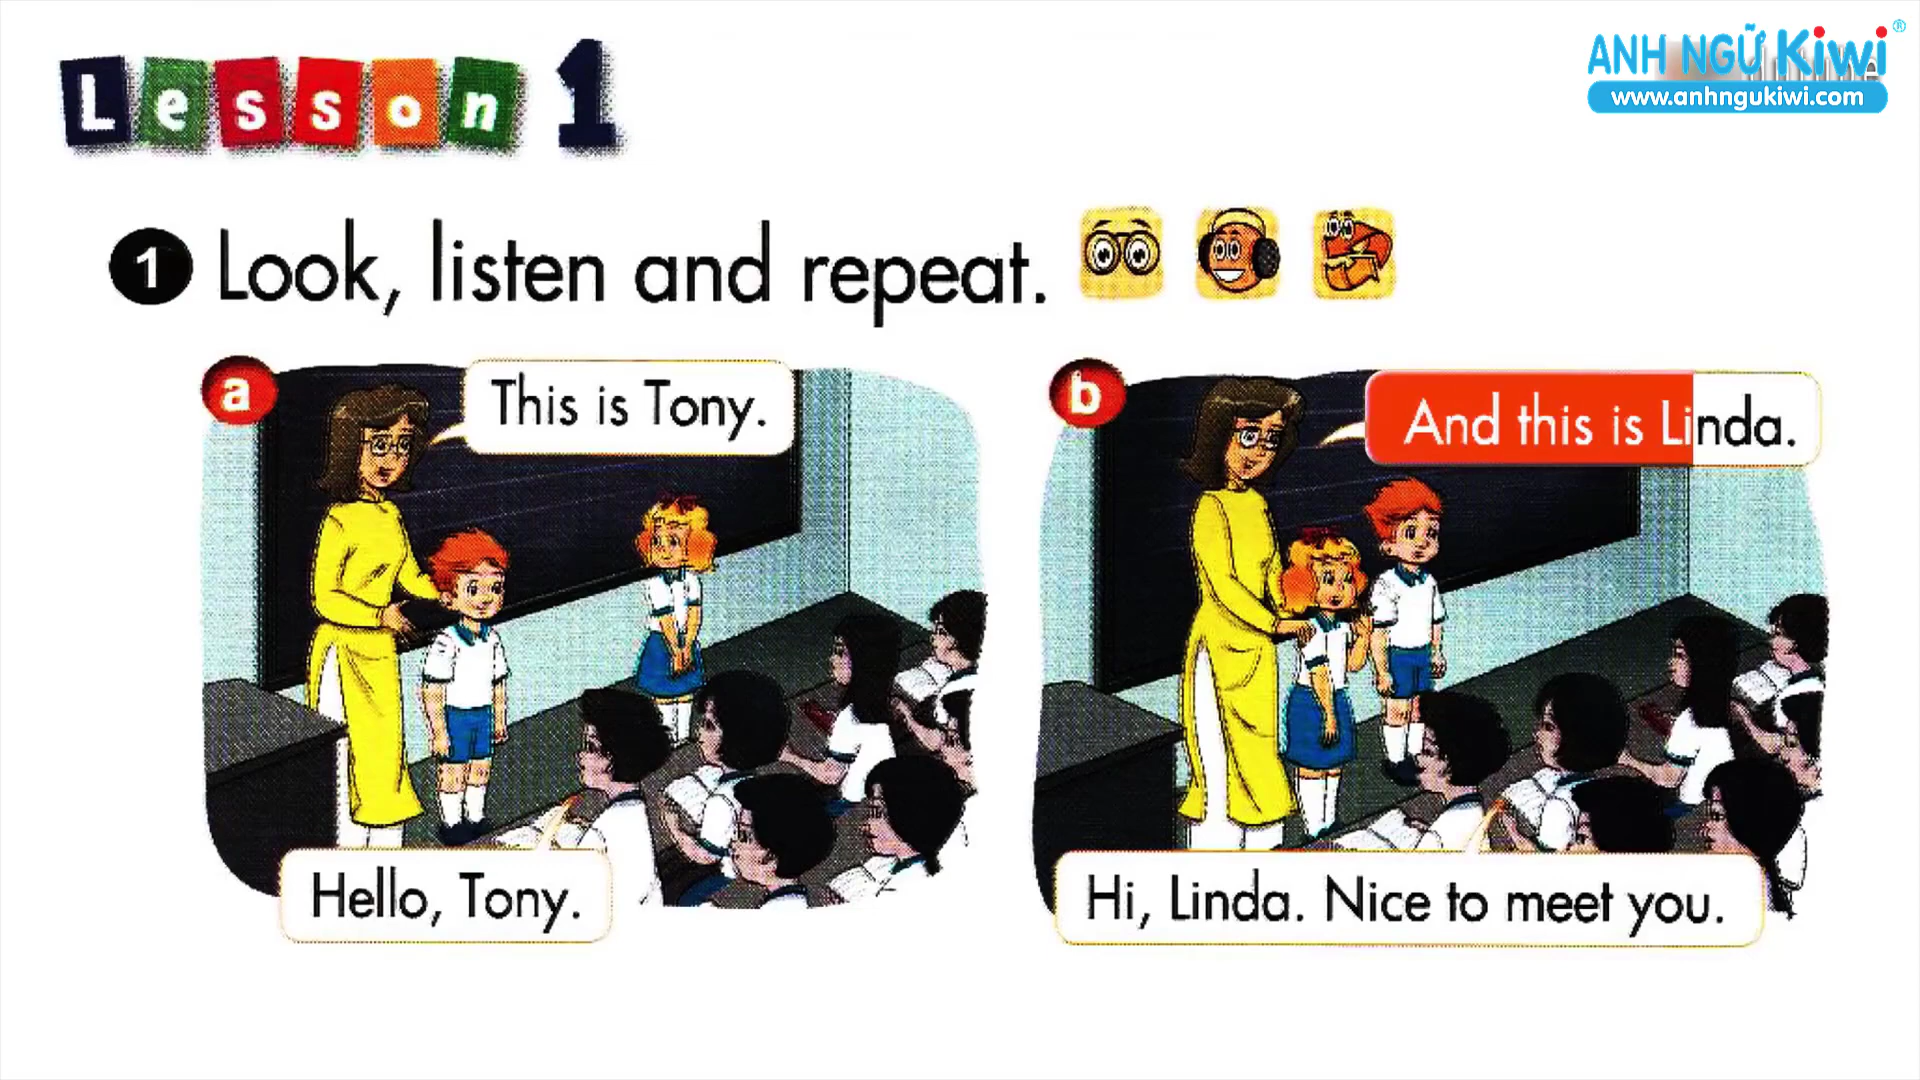 Lesson 1
ANH NGỮ Kiwi®
www.anhngukiwi.com
1 Look, listen and repeat.
a
This is Tony.
Hello, Tony.
b
And this is Linda.
Hi, Linda. Nice to meet you.